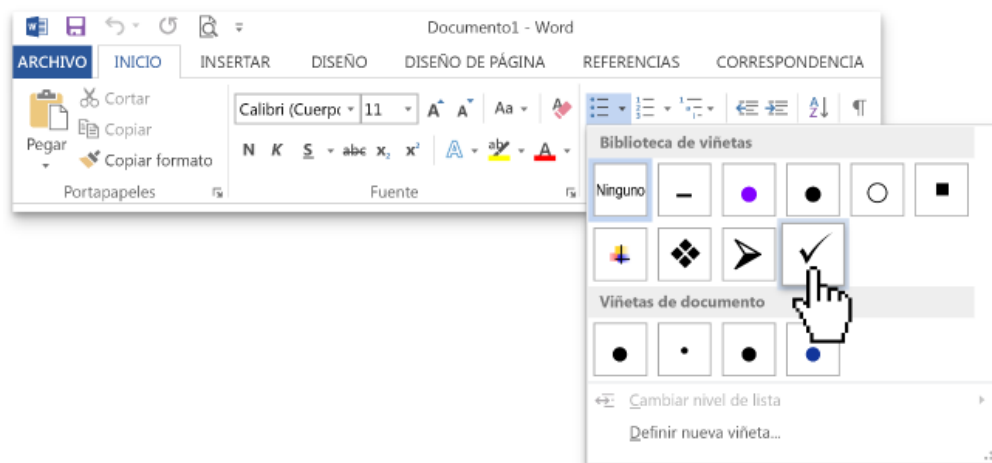 Documento1 - Word
ARCHIVO INICIO INSERTAR DISEÑO DISEÑO DE PÁGINA REFERENCIAS CORRESPONDENCIA
Pegar
Cortar
Copiar
Copiar formato
Portapapeles
Calibri (Cuerpo 11 A A Aa
N K S abc x₂ x² A ab A
Fuente
Biblioteca de viñetas
Ninguno
Viñetas de documento
Cambiar nivel de lista
Definir nueva viñeta...